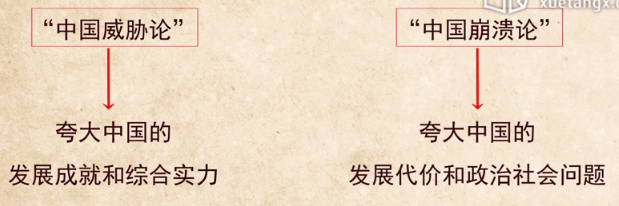 “中国威胁论”
夸大中国的
发展成就和综合实力
“中国崩溃论”
夸大中国的
发展代价和政治社会问题